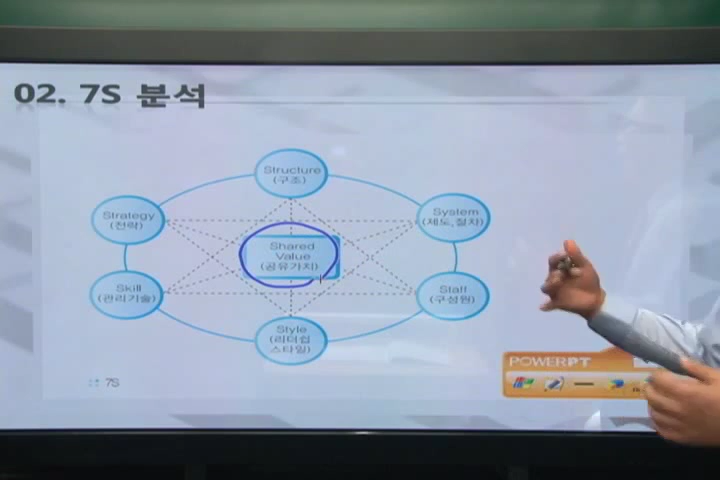 02. 7S 분석
Structure
(구조)
Strategy
(전략)
System
(제도,절차)
Shared
Value
(공유가치)
Skill
(관리기술)
Staff
(구성원)
Style
(리더쉽
스타일)
7S
POWERPT